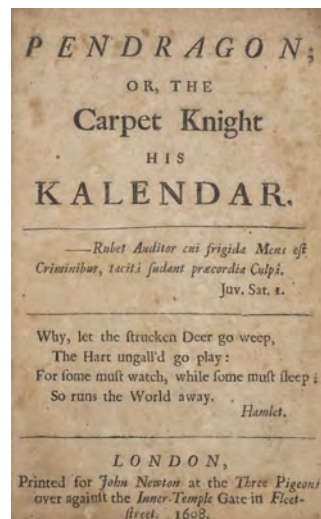 PENDRAGON;
OR, THE
Carpet Knight
HIS
KALENDAR.
——Rubet Auditor cui frigida Mens eſt
Criminibus, taciti ſudant præcordia Culpi.
Juv. Sat. 1.
Why, let the ſtrucken Deer go weep,
The Hart ungall'd go play:
For ſome muſt watch, while ſome muſt ſleep;
So runs the World away.
Hamlet.
LONDON,
Printed for John Newton at the Three Pigeons
over againſt the Inner-Temple Gate in Fleet-
ſtreet. 1698.